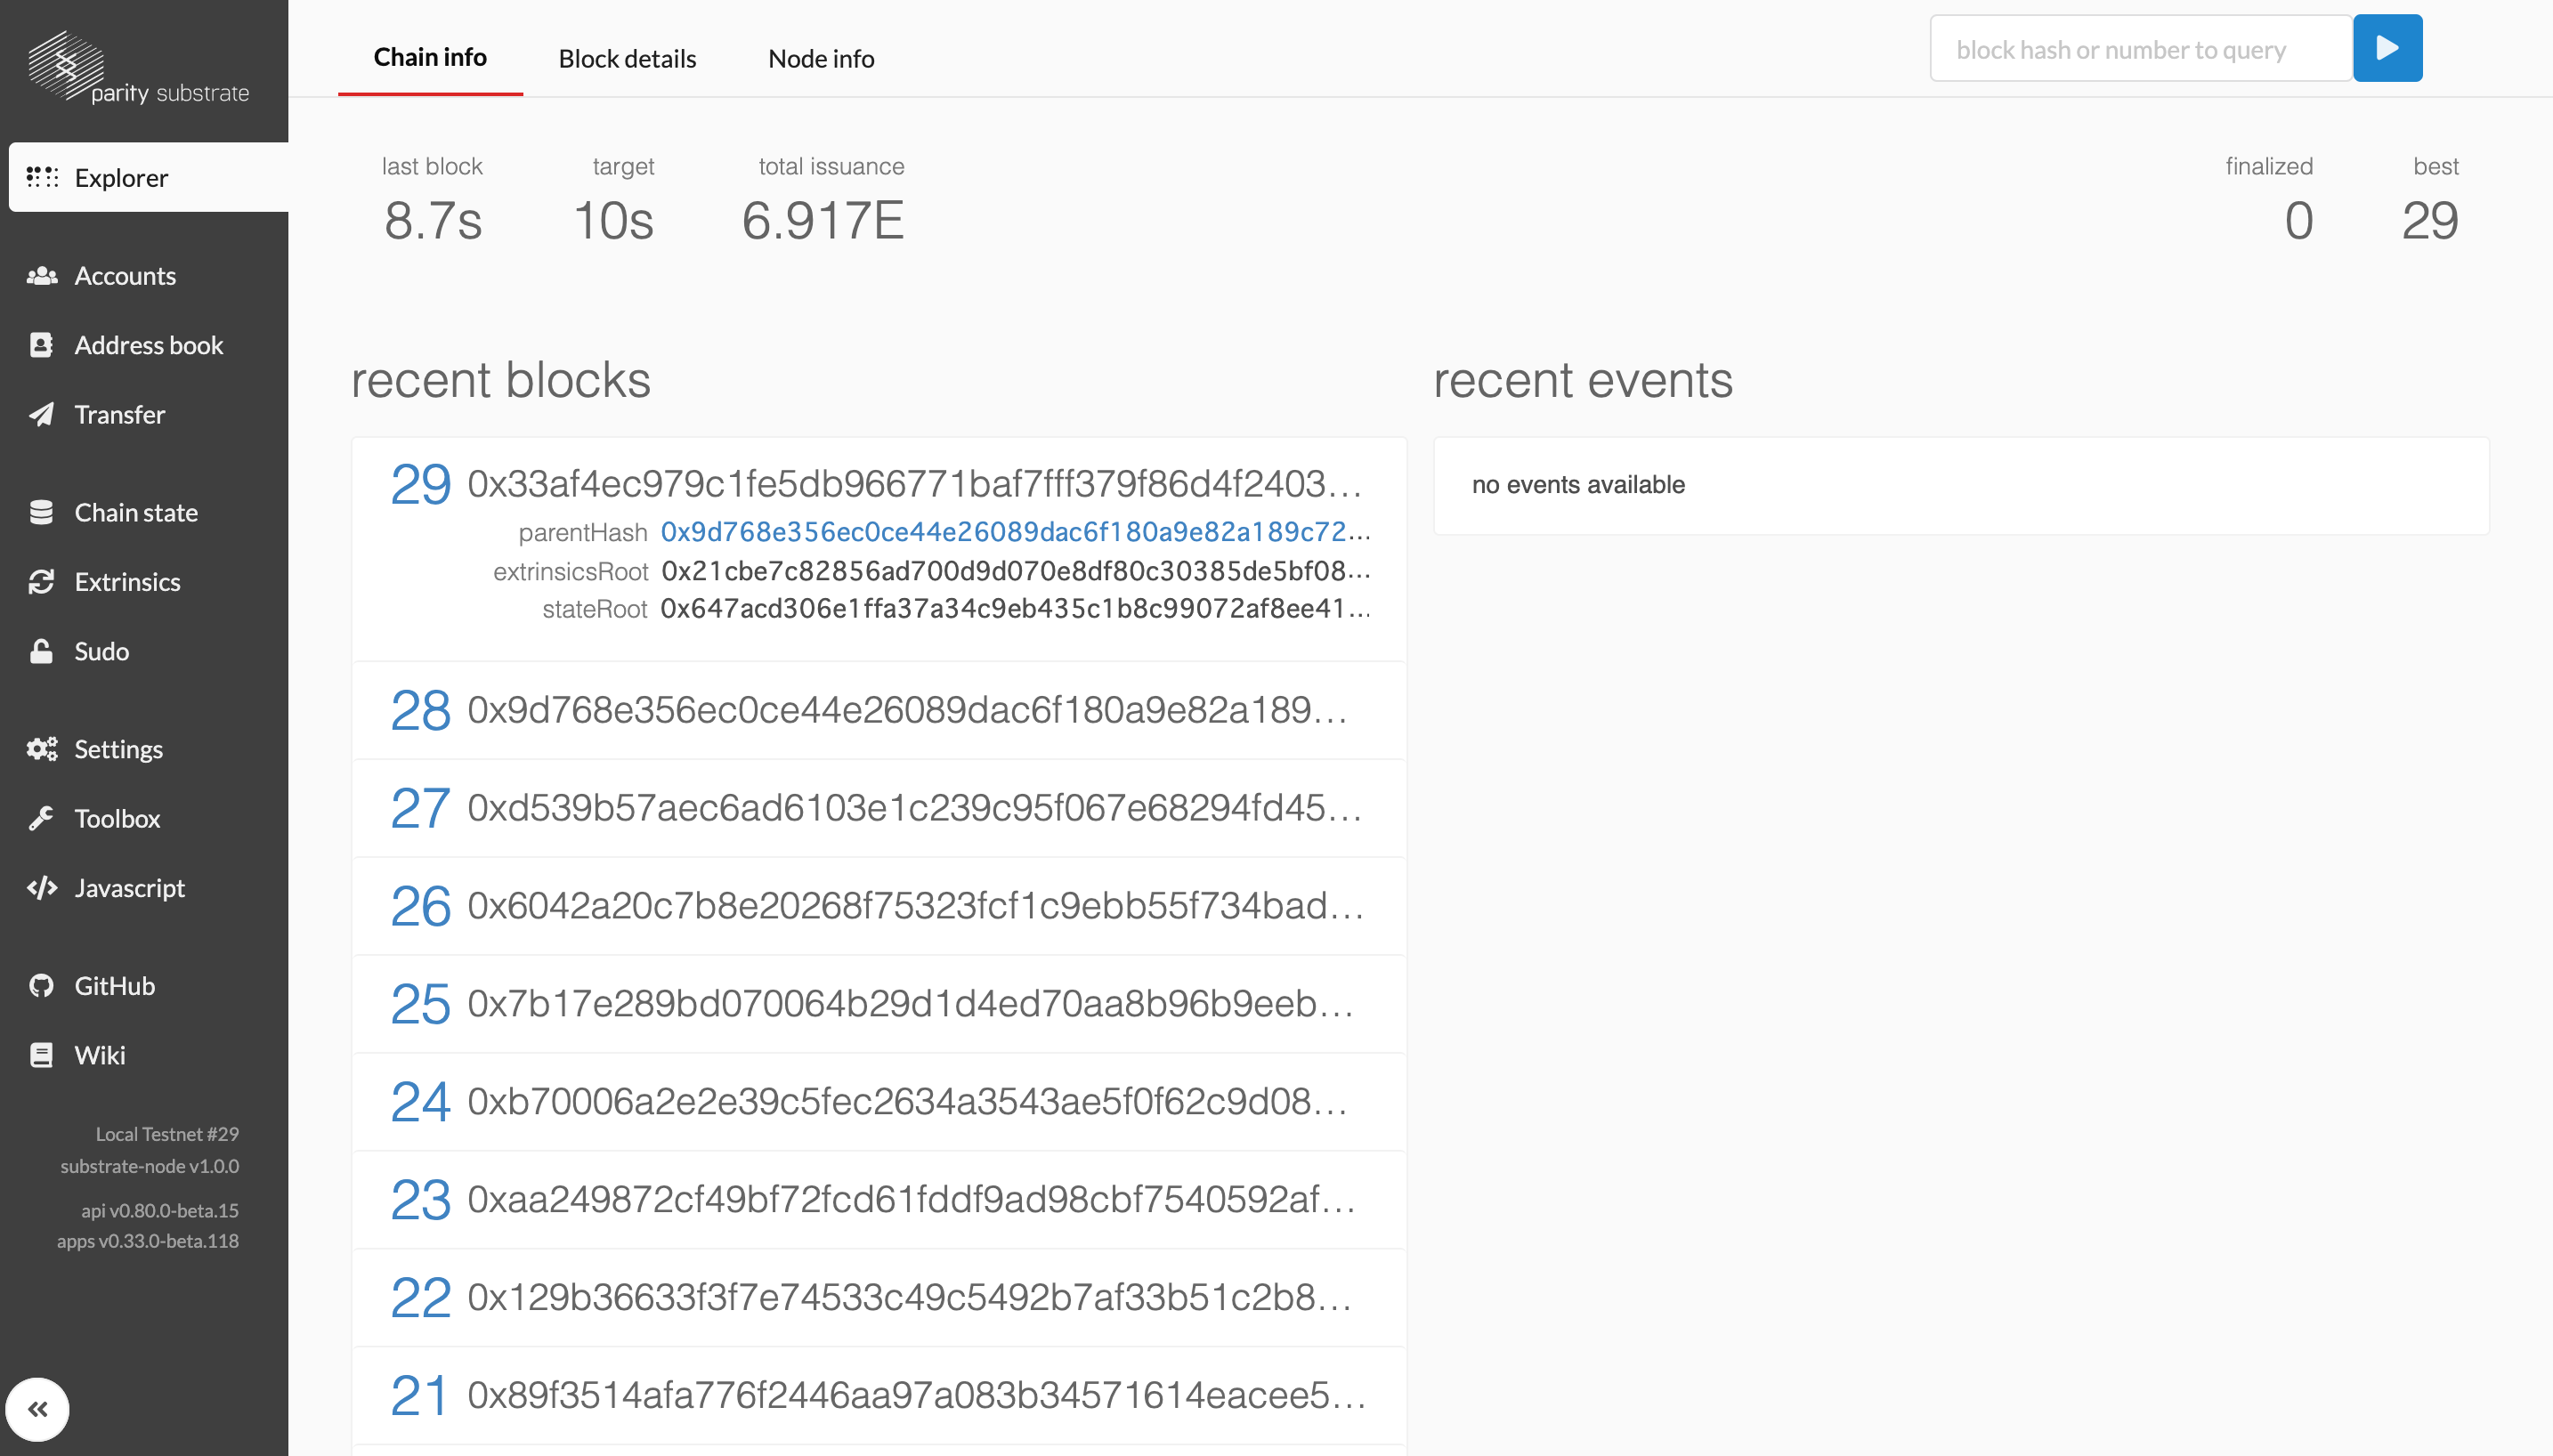 parity substrate
Explorer
Accounts
Address book
Transfer
Chain state
Extrinsics
Sudo
Settings
Toolbox
Javascript
GitHub
Wiki
Local Testnet #29
substrate-node v1.0.0
api v0.80.0-beta.15
apps v0.33.0-beta.118
Chain info
Block details
Node info
block hash or number to query
last block
8.7s
target
10s
total issuance
6.917E
finalized
0
best
29
recent blocks
29 0x33af4ec979c1fe5db966771baf7fff379f86d4f2403...
parentHash 0x9d768e356ec0ce44e26089dac6f180a9e82a189c72...
extrinsicsRoot 0x21cbe7c82856ad700d9d070e8df80c30385de5bf08...
stateRoot 0x647acd306e1ffa37a34c9eb435c1b8c99072af8ee41...
28 0x9d768e356ec0ce44e26089dac6f180a9e82a189...
27 0xd539b57aec6ad6103e1c239c95f067e68294fd45...
26 0x6042a20c7b8e20268f75323fcf1c9ebb55f734bad...
25 0x7b17e289bd070064b29d1d4ed70aa8b96b9eeb...
24 0xb70006a2e2e39c5fec2634a3543ae5f0f62c9d08...
23 0xaa249872cf49bf72fcd61fddf9ad98cbf7540592af...
22 0x129b36633f3f7e74533c49c5492b7af33b51c2b8...
21 0x89f3514afa776f2446aa97a083b34571614eacee5...
recent events
no events available